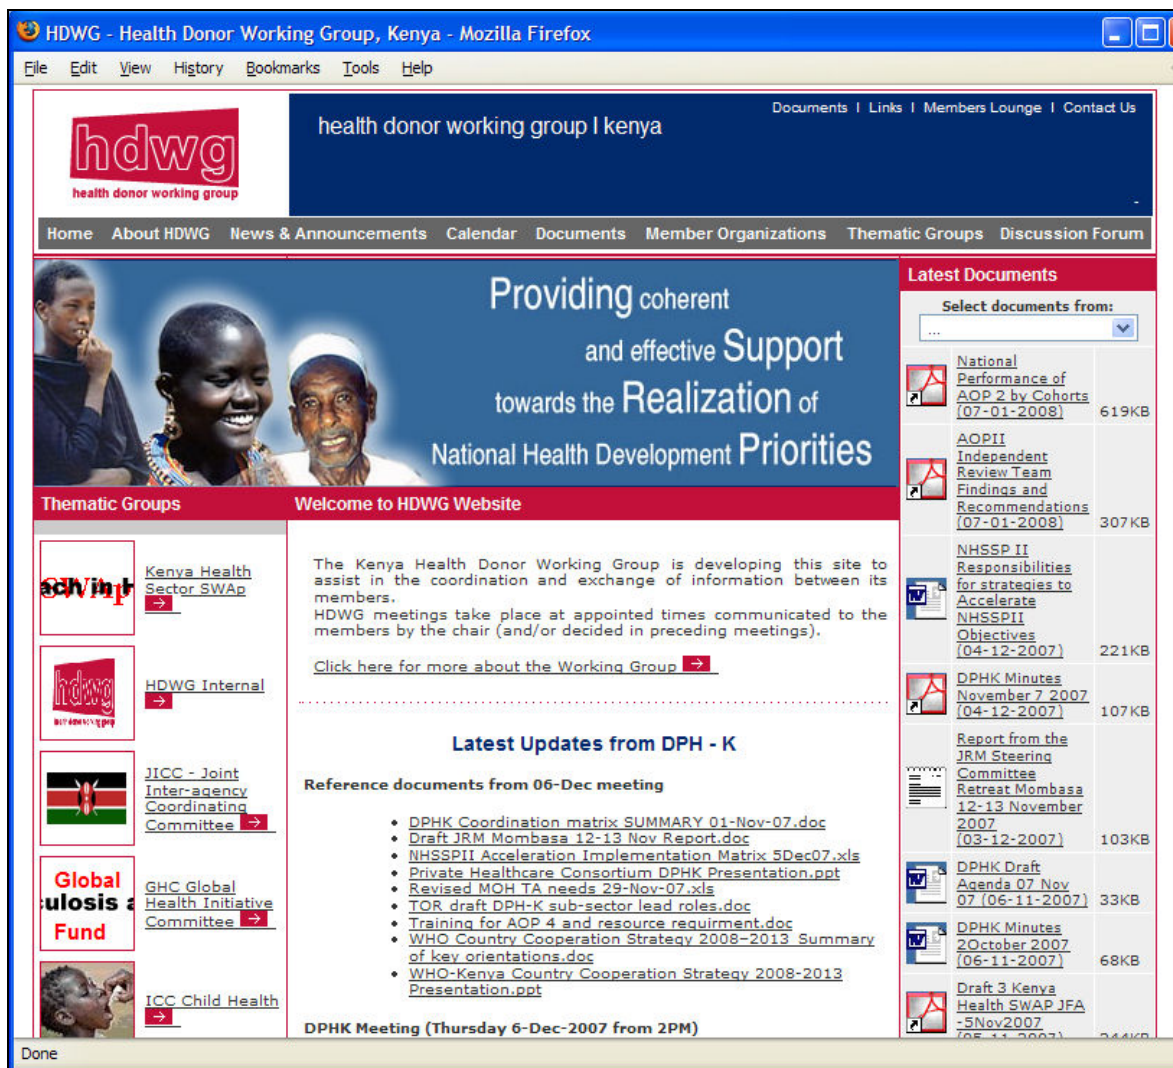 HDWG - Health Donor Working Group, Kenya - Mozilla Firefox
File Edit View History Bookmarks Tools Help
hdwg
health donor working group
health donor working group I kenya
Documents I Links I Members Lounge I Contact Us
Home About HDWG News & Announcements Calendar Documents Member Organizations Thematic Groups Discussion Forum
Providing coherent
and effective Support
towards the Realization of
National Health Development Priorities
Thematic Groups
Kenya Health
Sector SWAp
HDWG Internal
JICC - Joint
Inter-agency
Coordinating
Committee
Global
Fund
GHC Global
Health Initiative
Committee
ICC Child Health
Welcome to HDWG Website
The Kenya Health Donor Working Group is developing this site to
assist in the coordination and exchange of information between its
members.
HDWG meetings take place at appointed times communicated to the
members by the chair (and/or decided in preceding meetings).
Click here for more about the Working Group
Latest Updates from DPH - K
Reference documents from 06-Dec meeting
DPHK Coordination matrix SUMMARY 01-Nov-07.doc
Draft JRM Mombasa 12-13 Nov Report.doc
NHSSPII Acceleration Implementation Matrix 5Dec07.xls
Private Healthcare Consortium DPHK Presentation.ppt
Revised MOH TA needs 29-Nov-07.xls
TOR draft DPH-K sub-sector lead roles.doc
Training for AOP 4 and resource requirment.doc
WHO Country Cooperation Strategy 2008–2013 Summary
of key orientations.doc
WHO-Kenya Country Cooperation Strategy 2008-2013
Presentation.ppt
DPHK Meeting (Thursday 6-Dec-2007 from 2PM)
Latest Documents
Select documents from:
...
National
Performance of
AOP 2 by Cohorts
(07-01-2008) 619KB
AOPII
Independent
Review Team
Findings and
Recommendations
(07-01-2008) 307KB
NHSSP II
Responsibilities
for strategies to
Accelerate
NHSSPII
Objectives
(04-12-2007) 221KB
DPHK Minutes
November 7 2007
(04-12-2007) 107KB
Report from the
JRM Steering
Committee
Retreat Mombasa
12-13 November
2007
(03-12-2007) 103KB
DPHK Draft
Agenda 07 Nov
07 (06-11-2007) 33KB
DPHK Minutes
2October 2007
(06-11-2007) 68KB
Draft 3 Kenya
Health SWAP JFA
-5Nov2007
Done